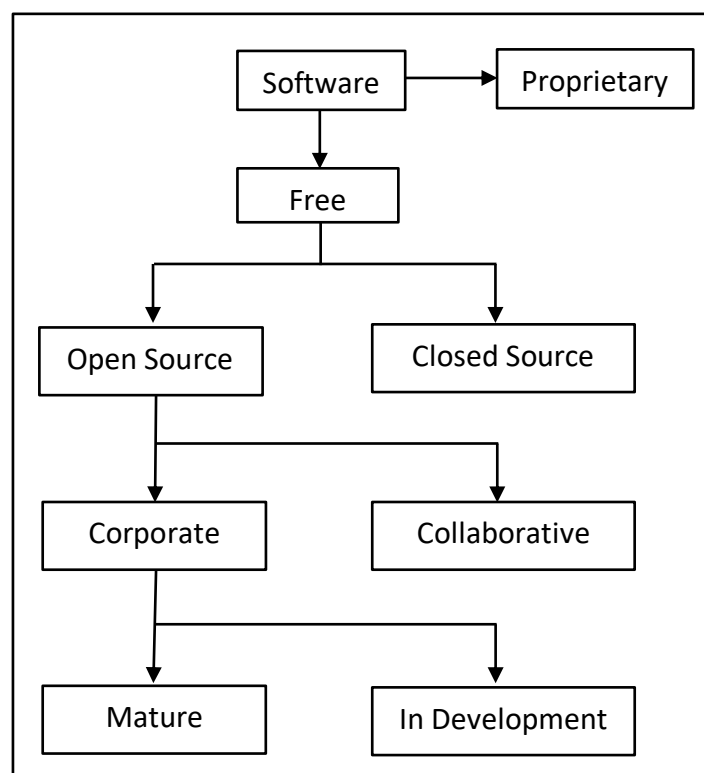 Software
Proprietary
Free
Open Source
Closed Source
Corporate
Collaborative
Mature
In Development